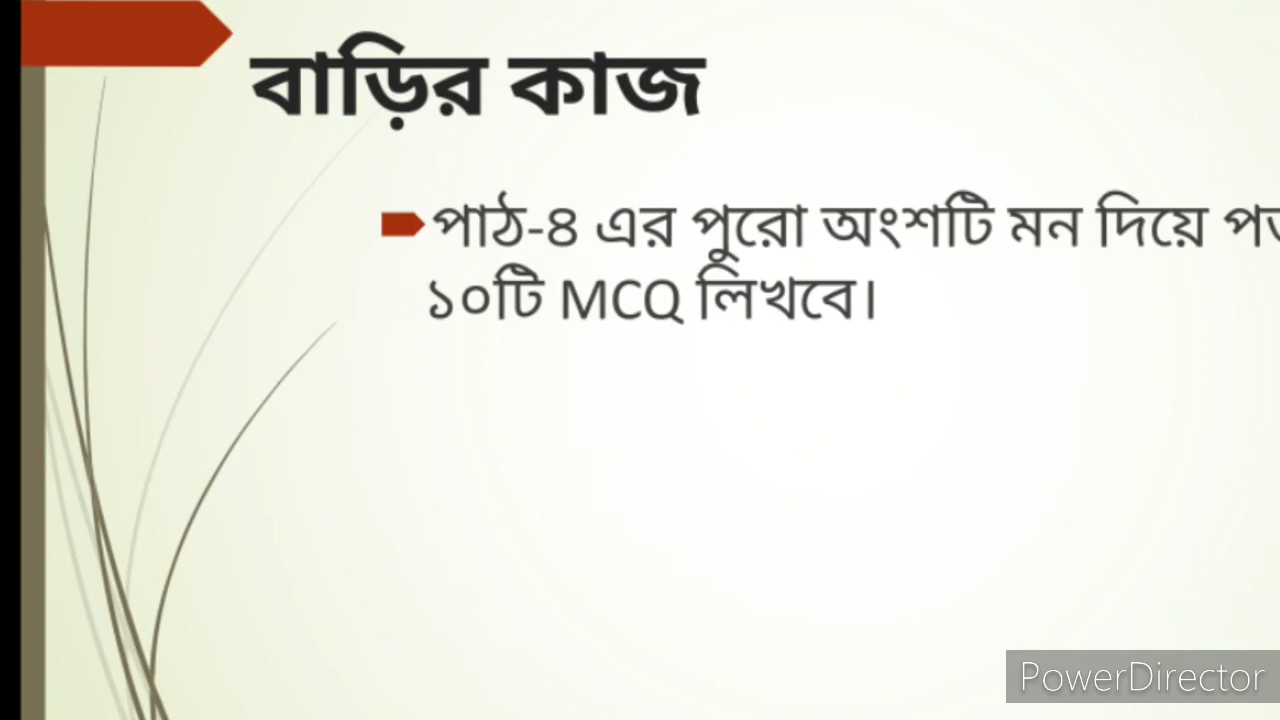 বাড়ির কাজ
পাঠ-৪ এর পুরো অংশটি মন দিয়ে
১০টি MCQ লিখবে।
PowerDirector